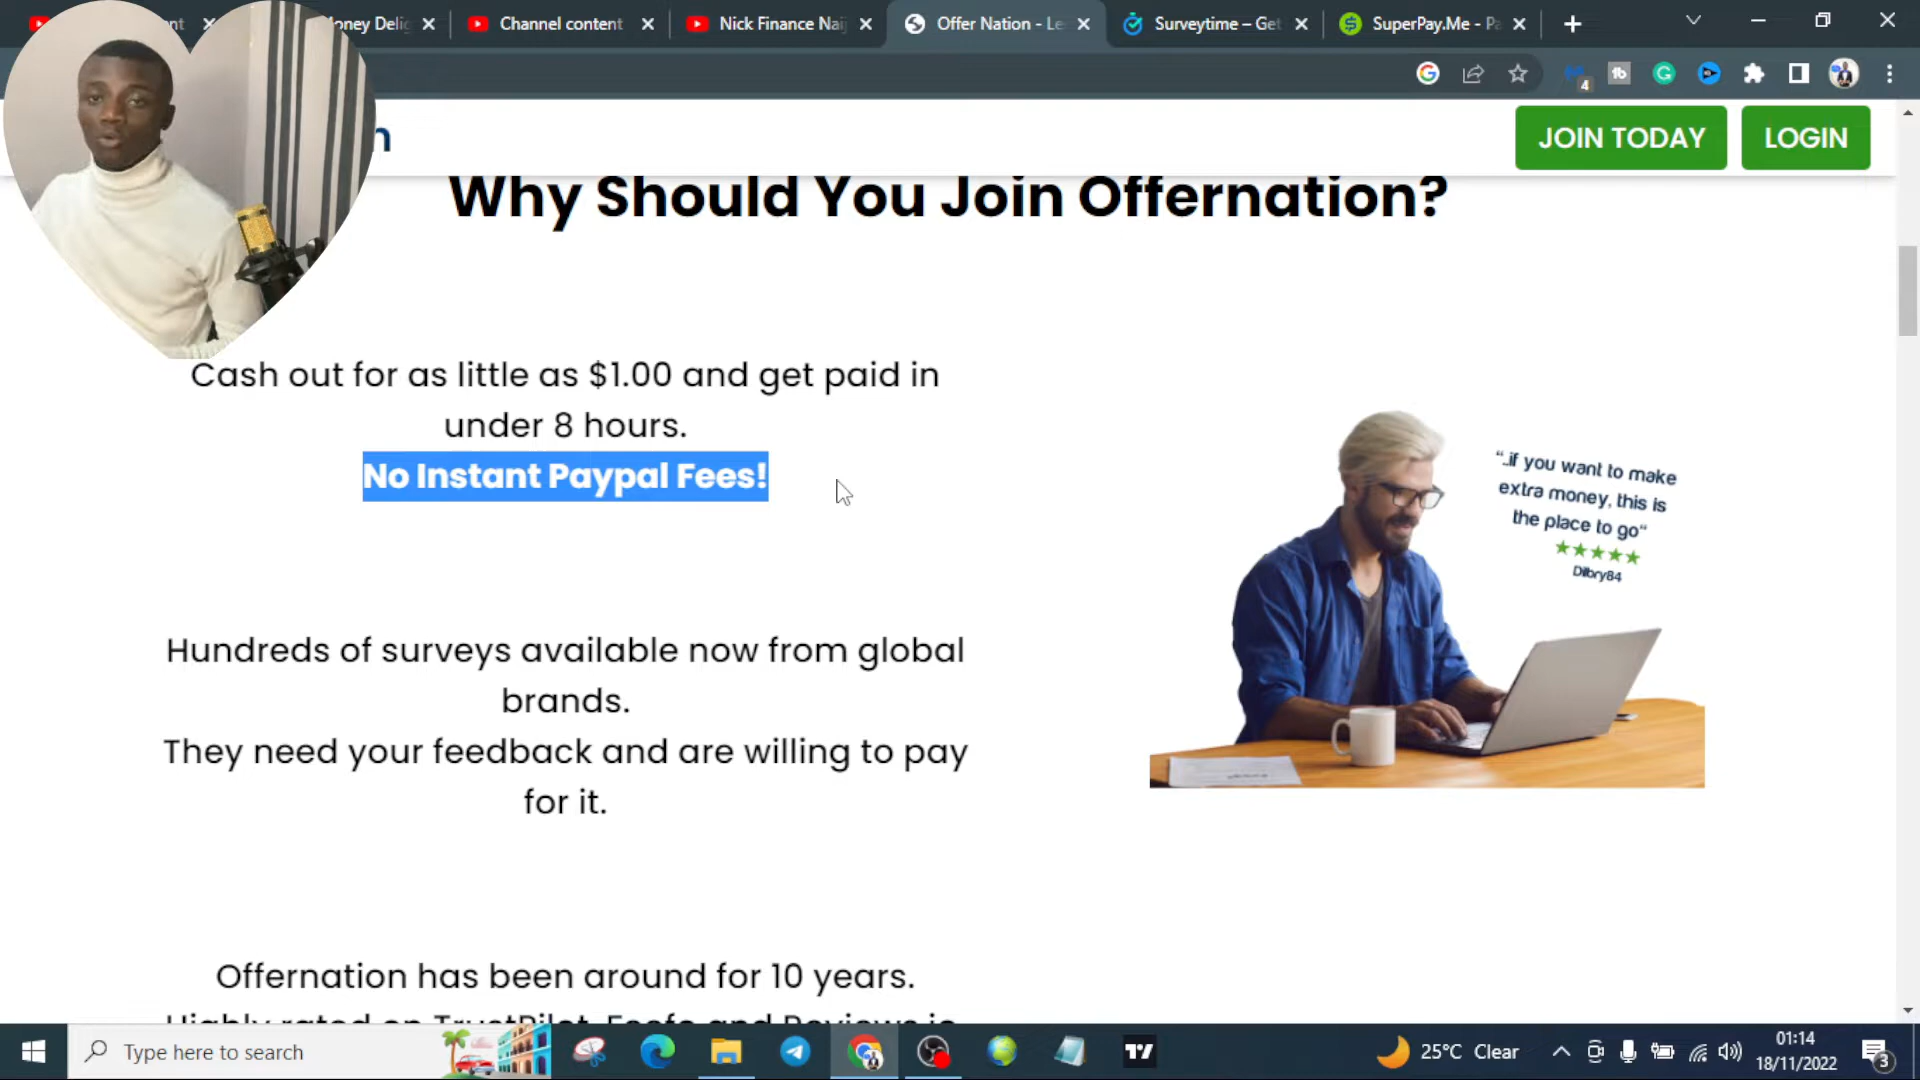 Channel content
Nick Finance Naij
Offer Nation - Le
Surveytime – Get
SuperPay.Me - Pa
4
tb
JOIN TODAY
LOGIN
Why Should You Join Offernation?
Cash out for as little as $1.00 and get paid in
under 8 hours.
No Instant Paypal Fees!
"..if you want to make
extra money, this is
the place to go"
Dilbry84
Hundreds of surveys available now from global
brands.
They need your feedback and are willing to pay
for it.
Offernation has been around for 10 years.
Type here to search
25°C Clear
01:14
18/11/2022
3